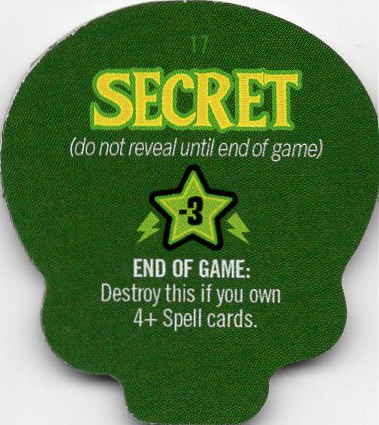 17
SECRET
(do not reveal until end of game)
-3
END OF GAME:
Destroy this if you own
4+ Spell cards.